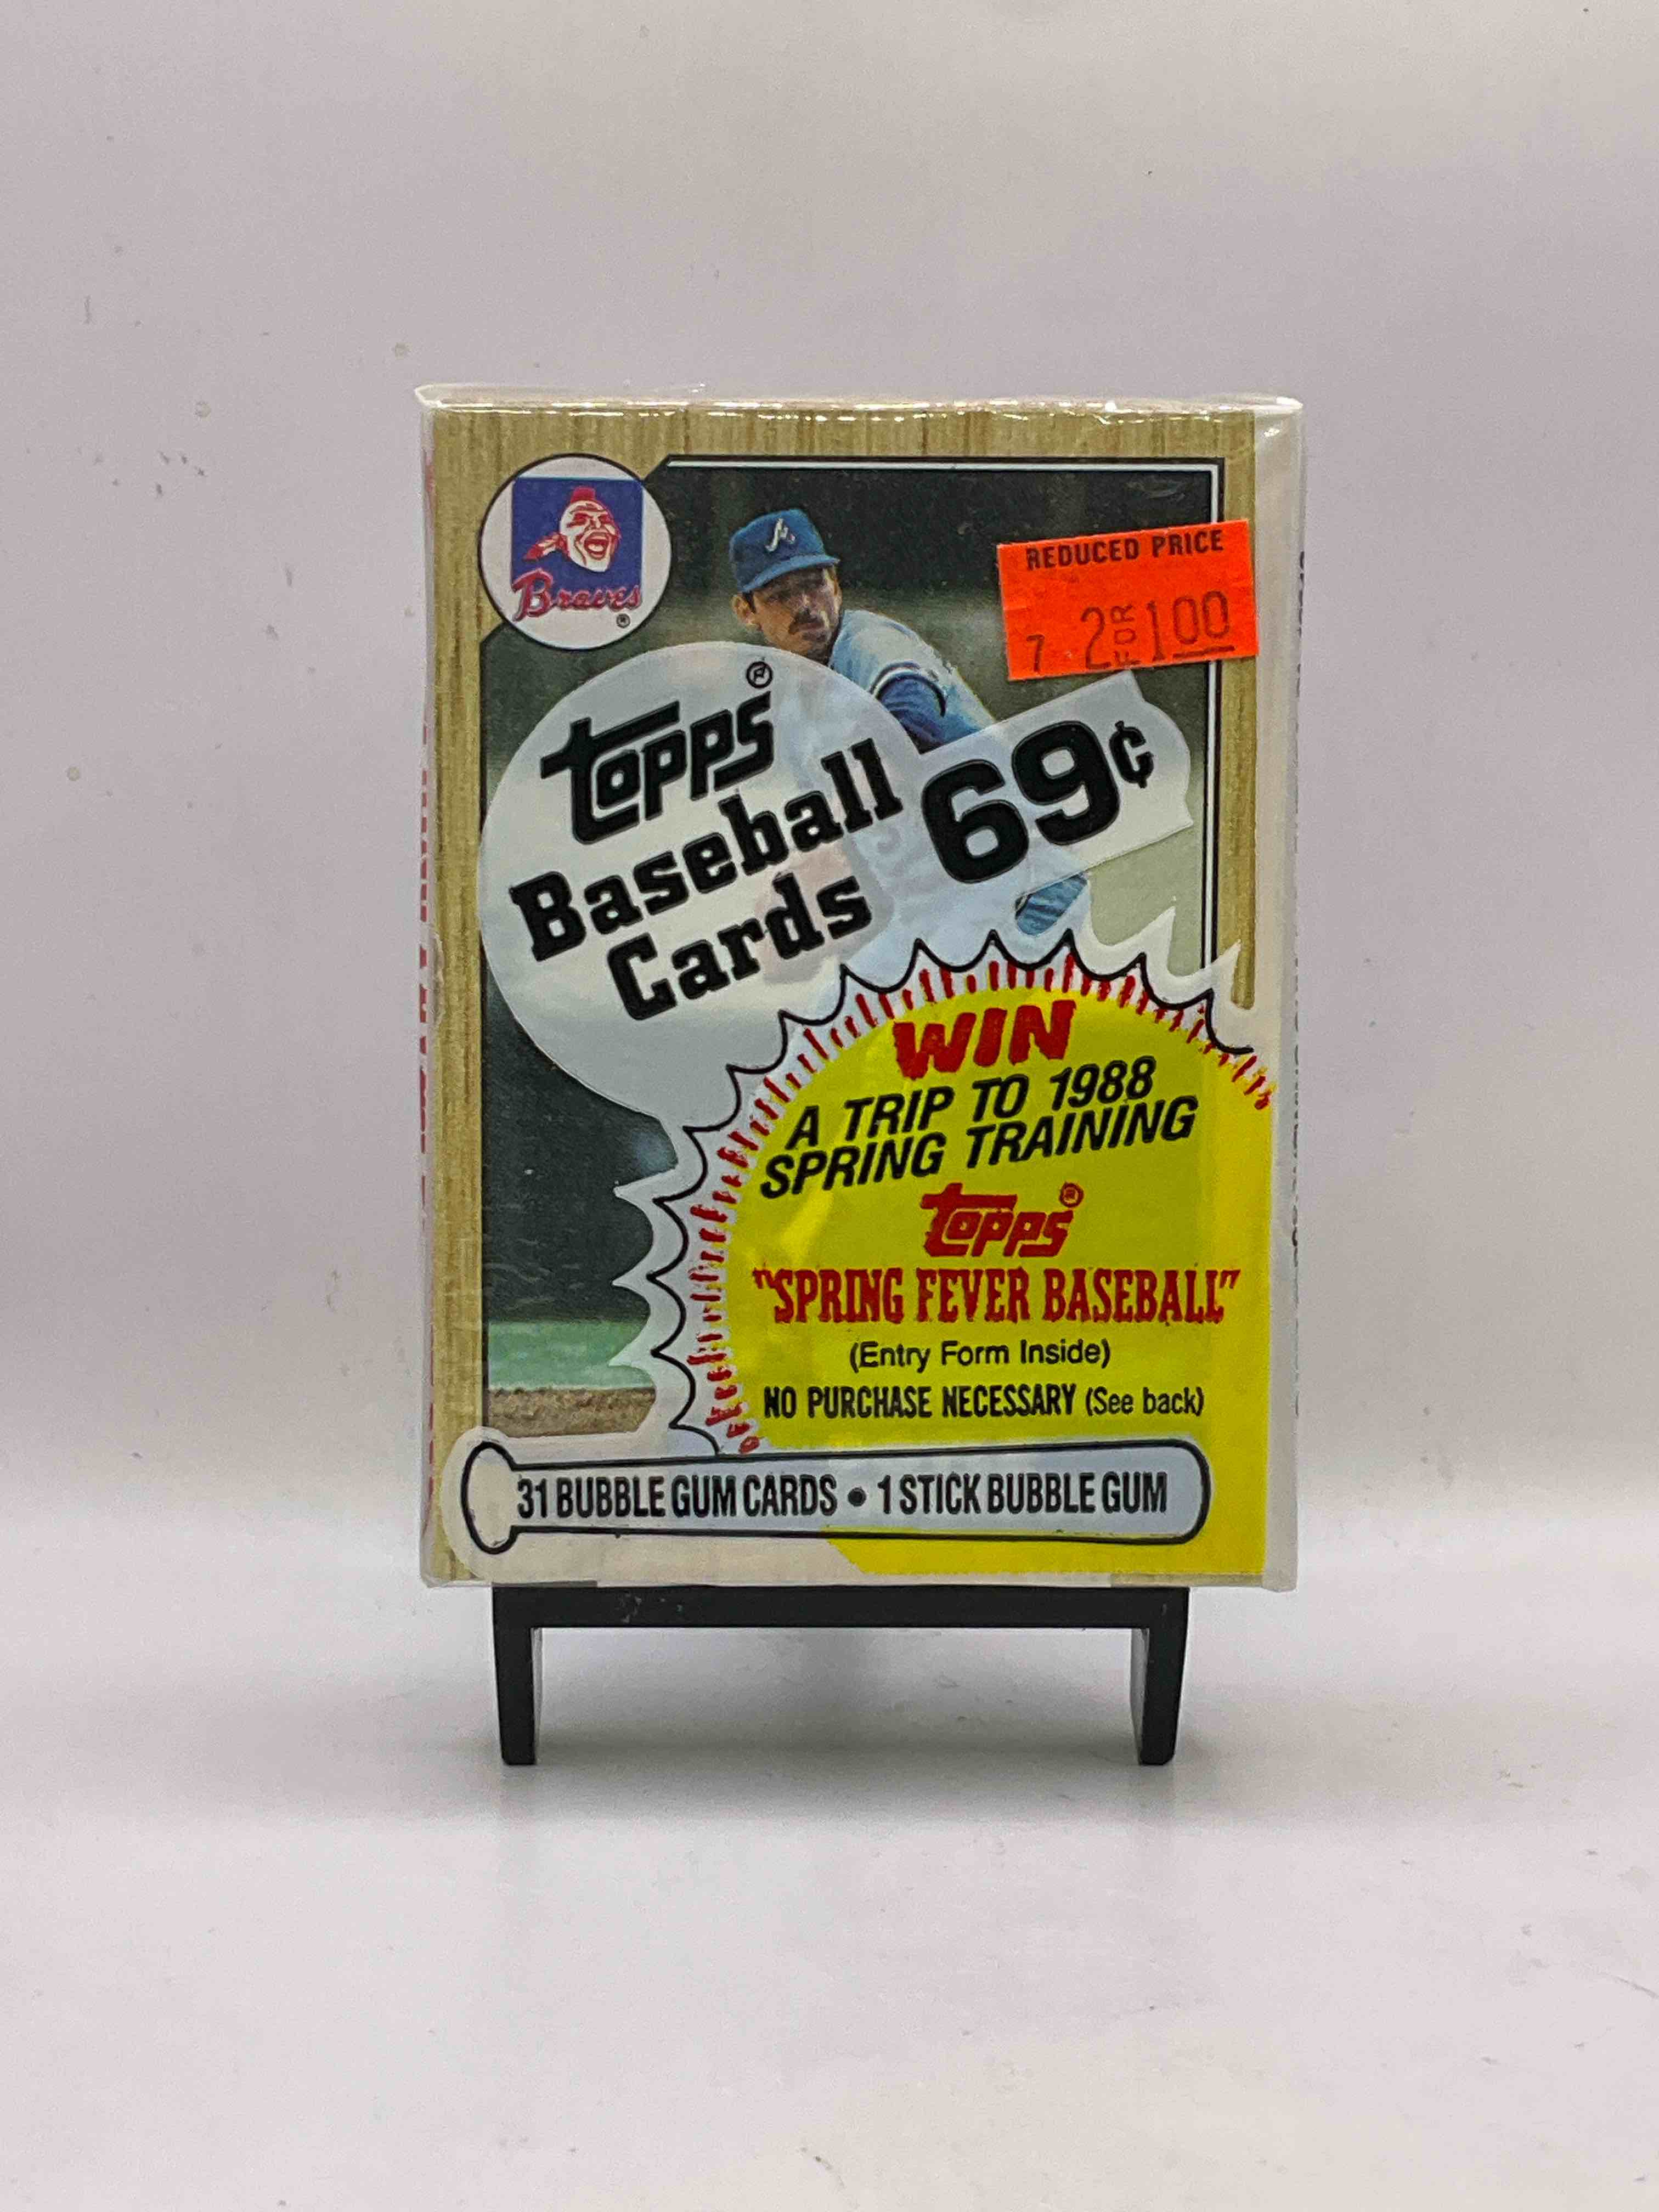 Braves
®
A
REDUCED PRICE
7 2 FOR 1.00
topps®
Baseball
Cards
69¢
WIN
A TRIP TO 1988
SPRING TRAINING
topps®
"SPRING FEVER BASEBALL"
(Entry Form Inside)
NO PURCHASE NECESSARY (See back)
31 BUBBLE GUM CARDS • 1 STICK BUBBLE GUM